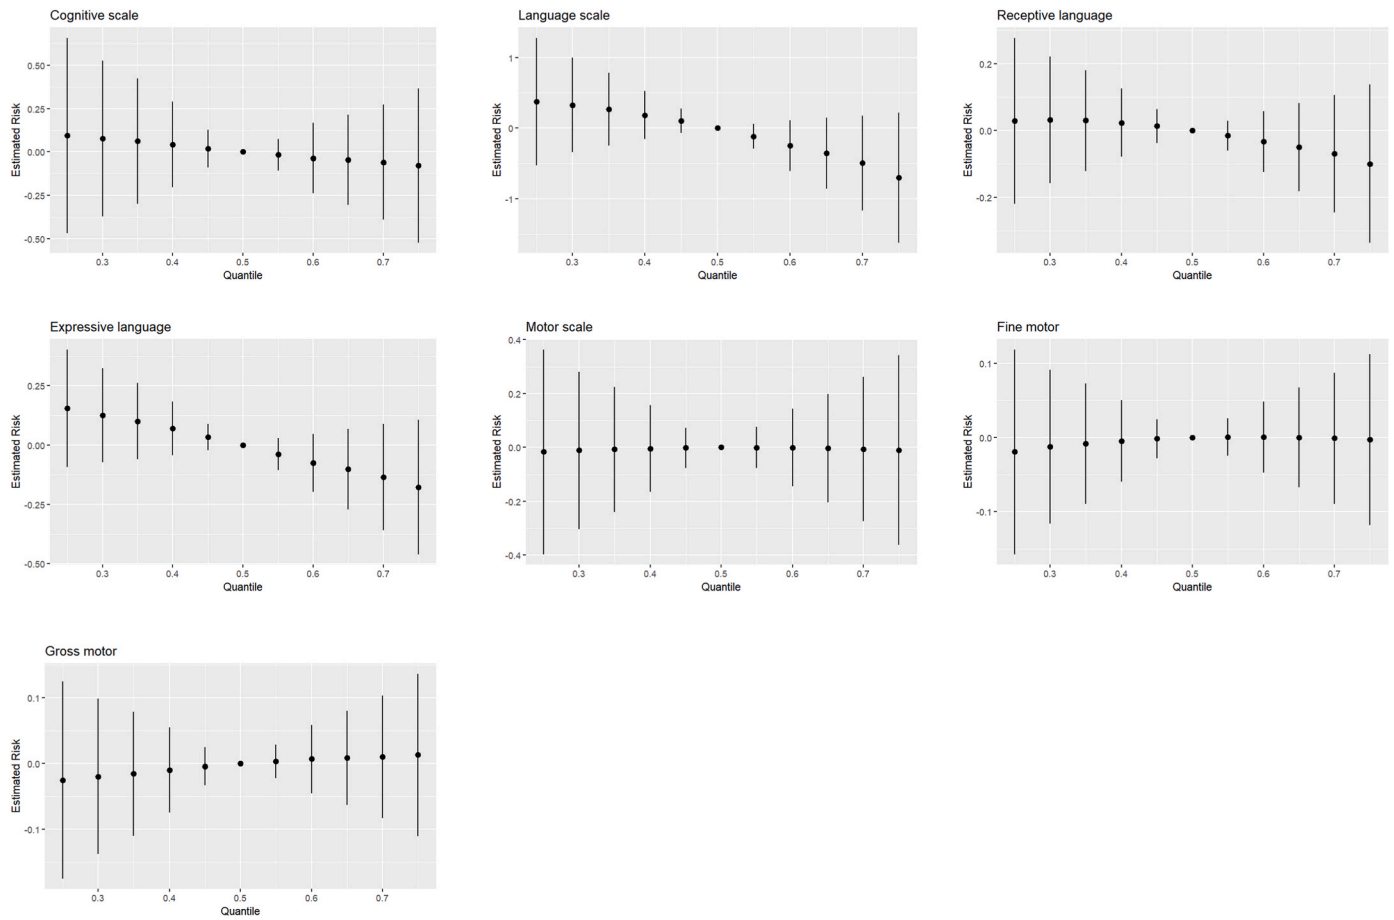 Cognitive scale
Estimated Risk
0.50
0.25
0.00
-0.25
-0.50
0.3 0.4 0.5 0.6 0.7
Quantile
Language scale
Estimated Risk
1
0
-1
0.3 0.4 0.5 0.6 0.7
Quantile
Receptive language
Estimated Risk
0.2
0.0
-0.2
0.3 0.4 0.5 0.6 0.7
Quantile
Expressive language
Estimated Risk
0.25
0.00
-0.25
-0.50
0.3 0.4 0.5 0.6 0.7
Quantile
Motor scale
Estimated Risk
0.4
0.2
0.0
-0.2
-0.4
0.3 0.4 0.5 0.6 0.7
Quantile
Fine motor
Estimated Risk
0.1
0.0
-0.1
0.3 0.4 0.5 0.6 0.7
Quantile
Gross motor
Estimated Risk
0.1
0.0
-0.1
0.3 0.4 0.5 0.6 0.7
Quantile